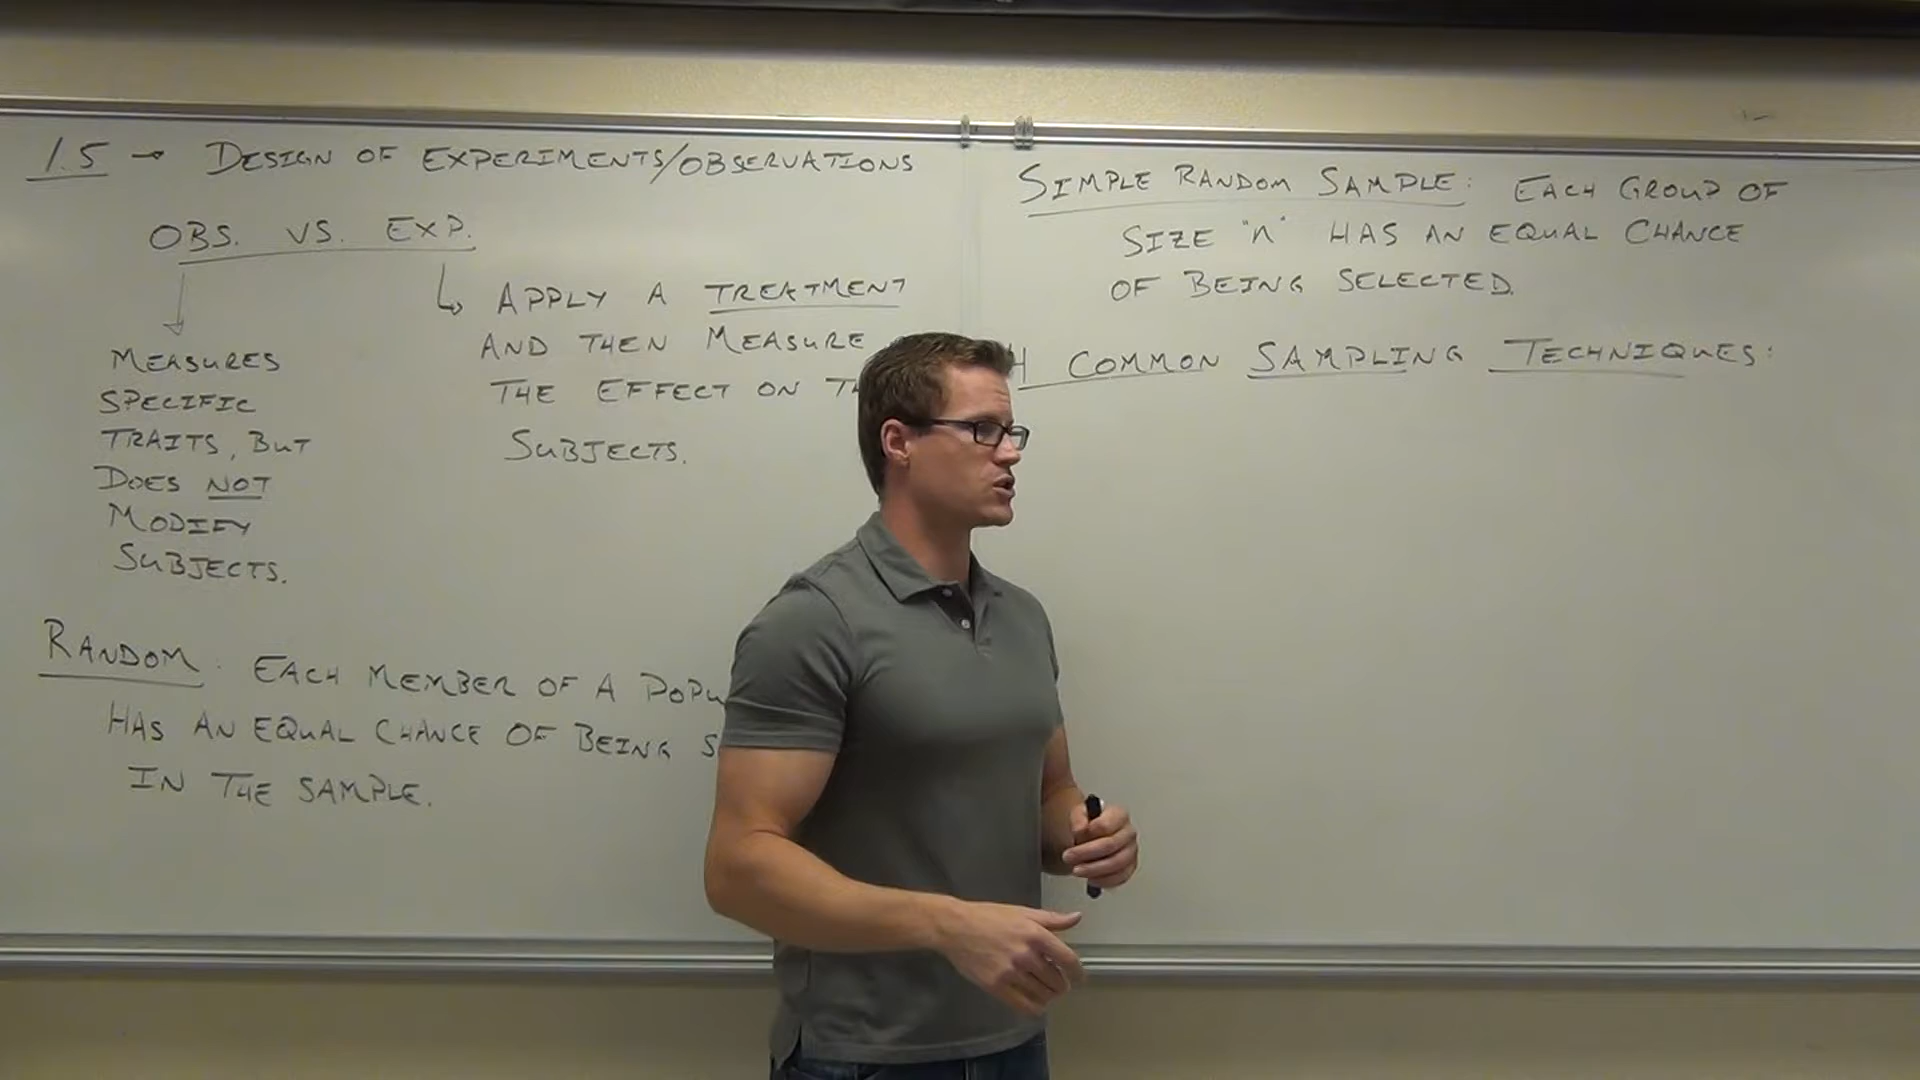 1.5 → DESIGN OF EXPERIMENTS/OBSERVATIONS
OBS. VS. EXP.
MEASURES
SPECIFIC
TRAITS, BUT
DOES NOT
MODIFY
SUBJECTS.
↳ APPLY A TREATMENT
AND THEN MEASURE
THE EFFECT ON
SUBJECTS.
RANDOM: EACH MEMBER OF A
HAS AN EQUAL CHANCE OF BEING
IN THE SAMPLE.
SIMPLE RANDOM SAMPLE: EACH GROUP OF
SIZE "n" HAS AN EQUAL CHANCE
OF BEING SELECTED.
4 COMMON SAMPLING TECHNIQUES: